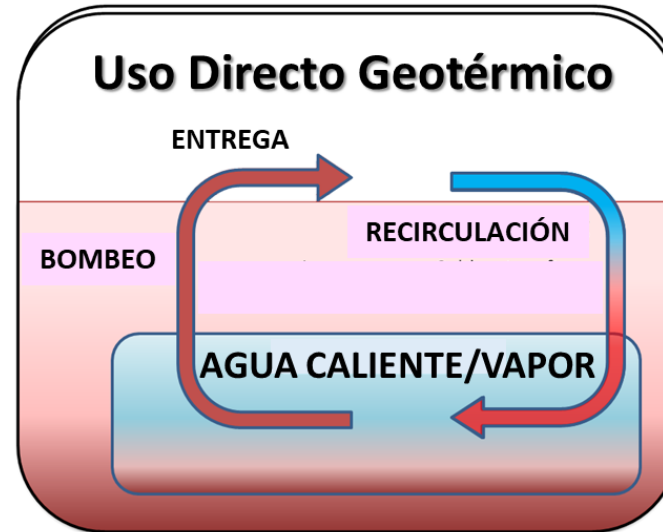 Uso Directo Geotérmico
ENTREGA
RECIRCULACIÓN
BOMBEO
AGUA CALIENTE/VAPOR